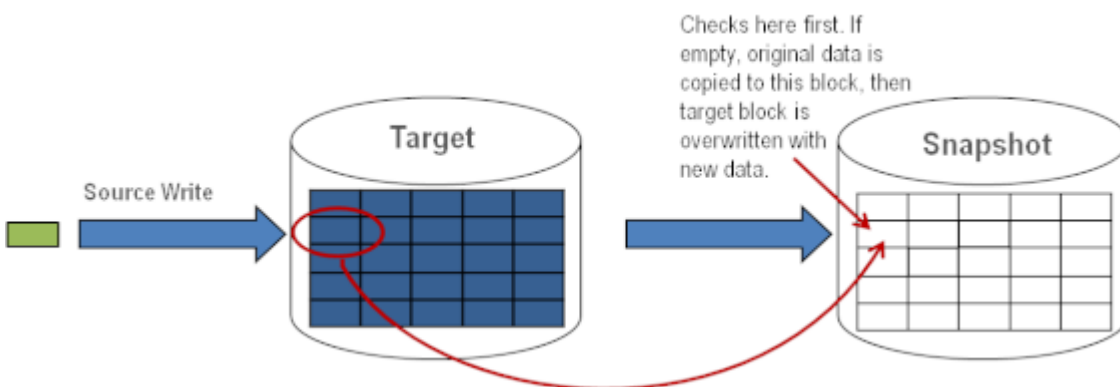 Checks here first. If
empty, original data is
copied to this block, then
target block is
overwritten with
new data.
Target
Snapshot
Source Write